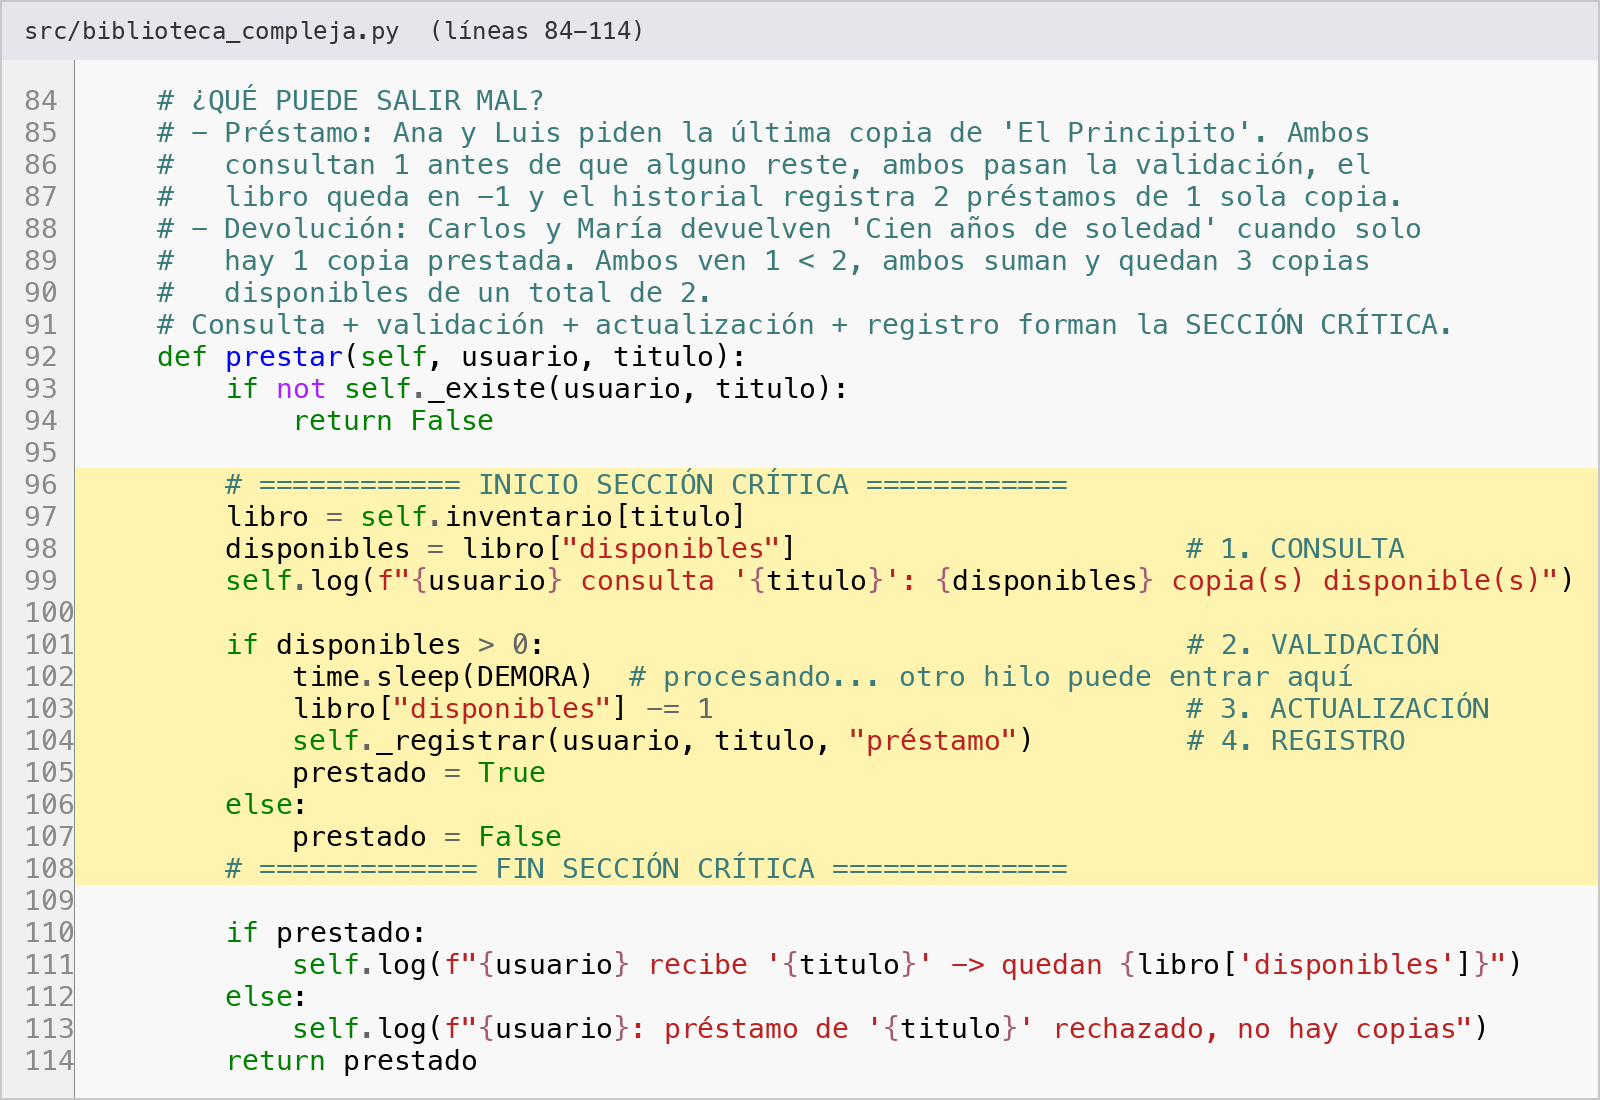 src/biblioteca_compleja.py  (líneas 84–114)
84     # ¿QUÉ PUEDE SALIR MAL?
85     # – Préstamo: Ana y Luis piden la última copia de 'El Principito'. Ambos
86     #   consultan 1 antes de que alguno reste, ambos pasan la validación, el
87     #   libro queda en –1 y el historial registra 2 préstamos de 1 sola copia.
88     # – Devolución: Carlos y María devuelven 'Cien años de soledad' cuando solo
89     #   hay 1 copia prestada. Ambos ven 1 < 2, ambos suman y quedan 3 copias
90     #   disponibles de un total de 2.
91     # Consulta + validación + actualización + registro forman la SECCIÓN CRÍTICA.
92     def prestar(self, usuario, titulo):
93         if not self._existe(usuario, titulo):
94             return False
95
96         # ============ INICIO SECCIÓN CRÍTICA ============
97         libro = self.inventario[titulo]
98         disponibles = libro["disponibles"]                       # 1. CONSULTA
99         self.log(f"{usuario} consulta '{titulo}': {disponibles} copia(s) disponible(s)")
100
101         if disponibles > 0:                                      # 2. VALIDACIÓN
102             time.sleep(DEMORA)  # procesando... otro hilo puede entrar aquí
103             libro["disponibles"] –= 1                            # 3. ACTUALIZACIÓN
104             self._registrar(usuario, titulo, "préstamo")         # 4. REGISTRO
105             prestado = True
106         else:
107             prestado = False
108         # ============= FIN SECCIÓN CRÍTICA ==============
109
110         if prestado:
111             self.log(f"{usuario} recibe '{titulo}' –> quedan {libro['disponibles']}")
112         else:
113             self.log(f"{usuario}: préstamo de '{titulo}' rechazado, no hay copias")
114         return prestado